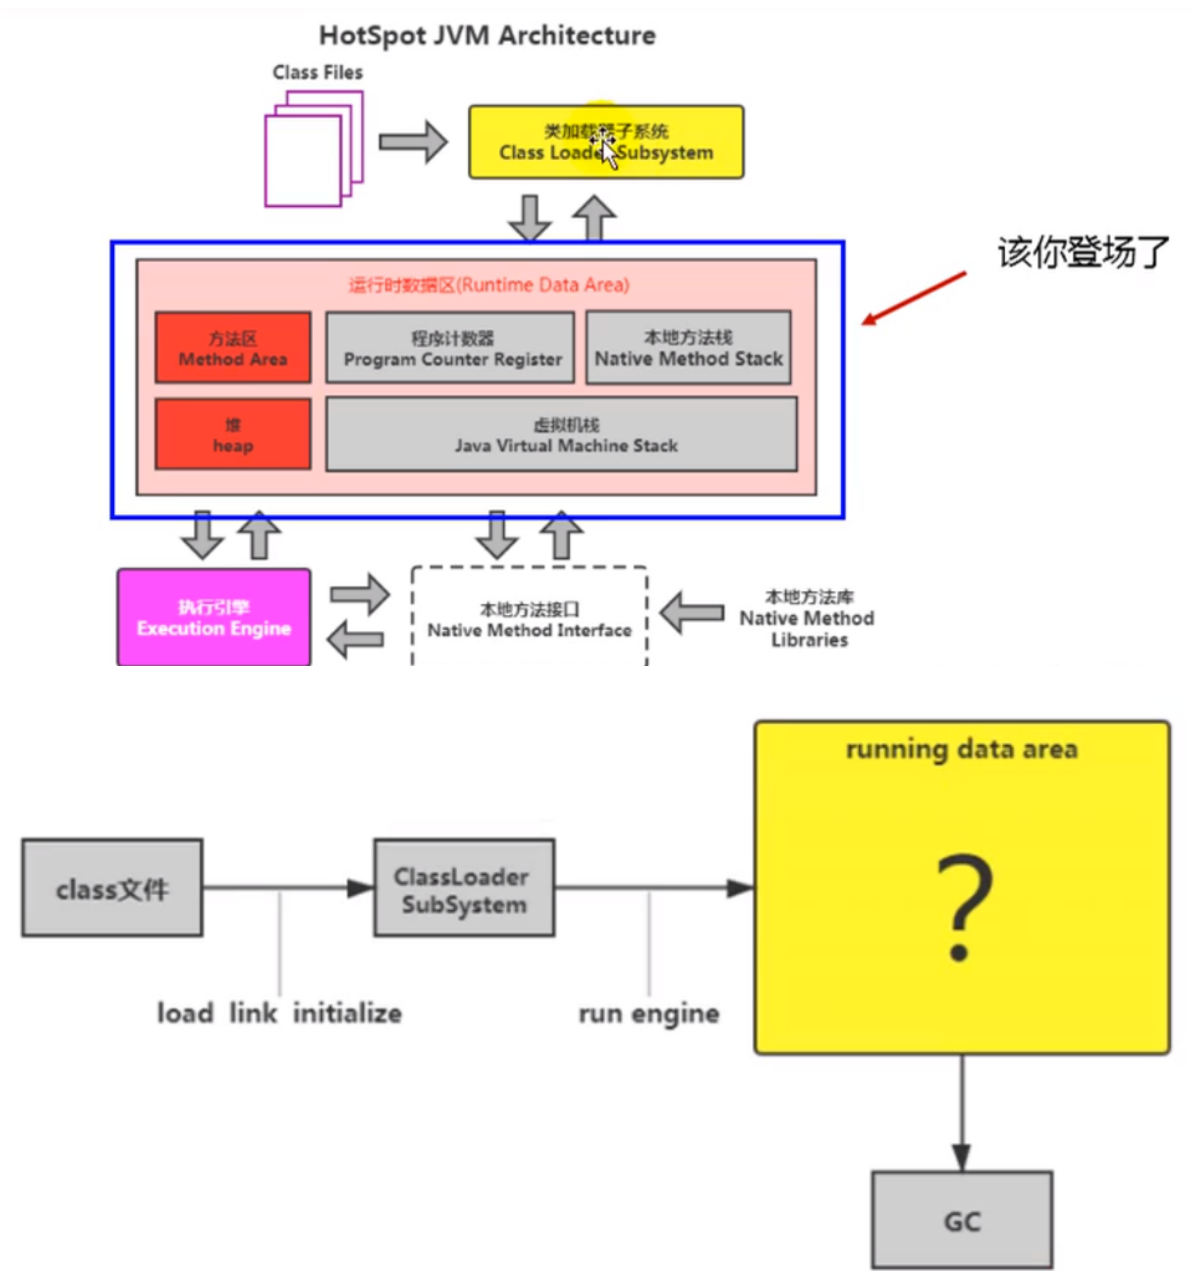 HotSpot JVM Architecture
Class Files
类加载器子系统
Class Loader Subsystem
该你登场了
运行时数据区(Runtime Data Area)
方法区
Method Area
程序计数器
Program Counter Register
本地方法栈
Native Method Stack
堆
heap
虚拟机栈
Java Virtual Machine Stack
执行引擎
Execution Engine
本地方法接口
Native Method Interface
本地方法库
Native Method
Libraries
running data area
?
class文件
ClassLoader
SubSystem
load link initialize
run engine
GC